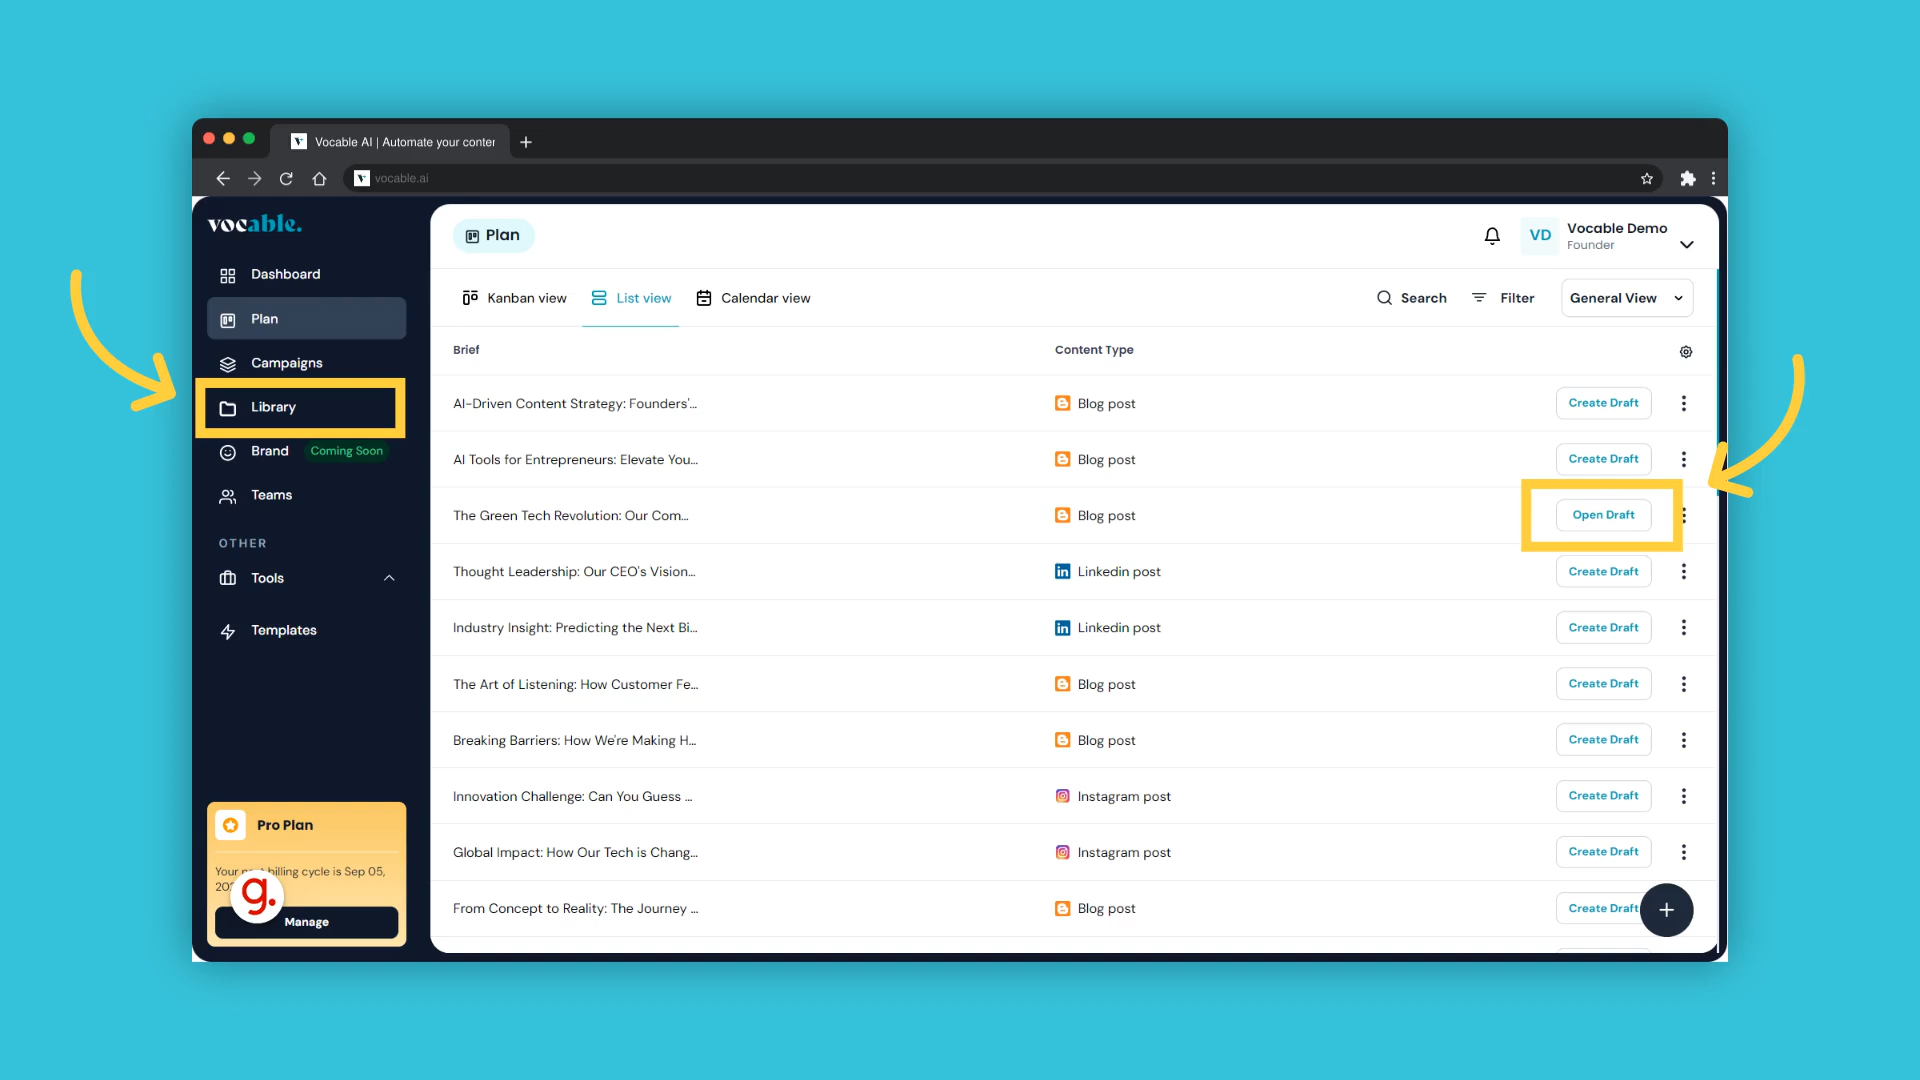 Vocable AI | Automate your conter
vocable.ai
vocable.
Dashboard
Plan
Campaigns
Library
Brand Coming Soon
Teams
OTHER
Tools
Templates
Pro Plan
Your billing cycle is Sep 05,
g.
Manage
Plan
VD
Vocable Demo
Founder
Kanban view List view Calendar view Search Filter General View
Brief Content Type
AI-Driven Content Strategy: Founders'... Blog post Create Draft
AI Tools for Entrepreneurs: Elevate You... Blog post Create Draft
The Green Tech Revolution: Our Com... Blog post Open Draft
Thought Leadership: Our CEO's Vision... in Linkedin post Create Draft
Industry Insight: Predicting the Next Bi... in Linkedin post Create Draft
The Art of Listening: How Customer Fe... Blog post Create Draft
Breaking Barriers: How We're Making H... Blog post Create Draft
Innovation Challenge: Can You Guess ... Instagram post Create Draft
Global Impact: How Our Tech is Chang... Instagram post Create Draft
From Concept to Reality: The Journey ... Blog post Create Draft